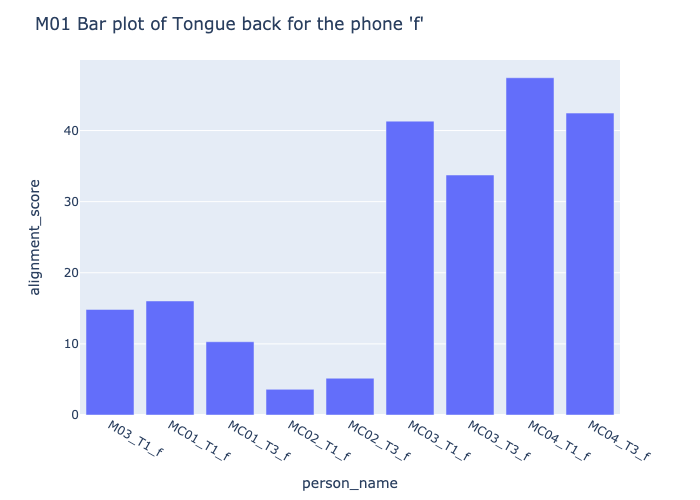 M01 Bar plot of Tongue back for the phone 'f'
alignment_score
40
30
20
10
0
M03_T1_f
MC01_T1_f
MC01_T3_f
MC02_T1_f
MC02_T3_f
MC03_T1_f
MC03_T3_f
MC04_T1_f
MC04_T3_f
person_name